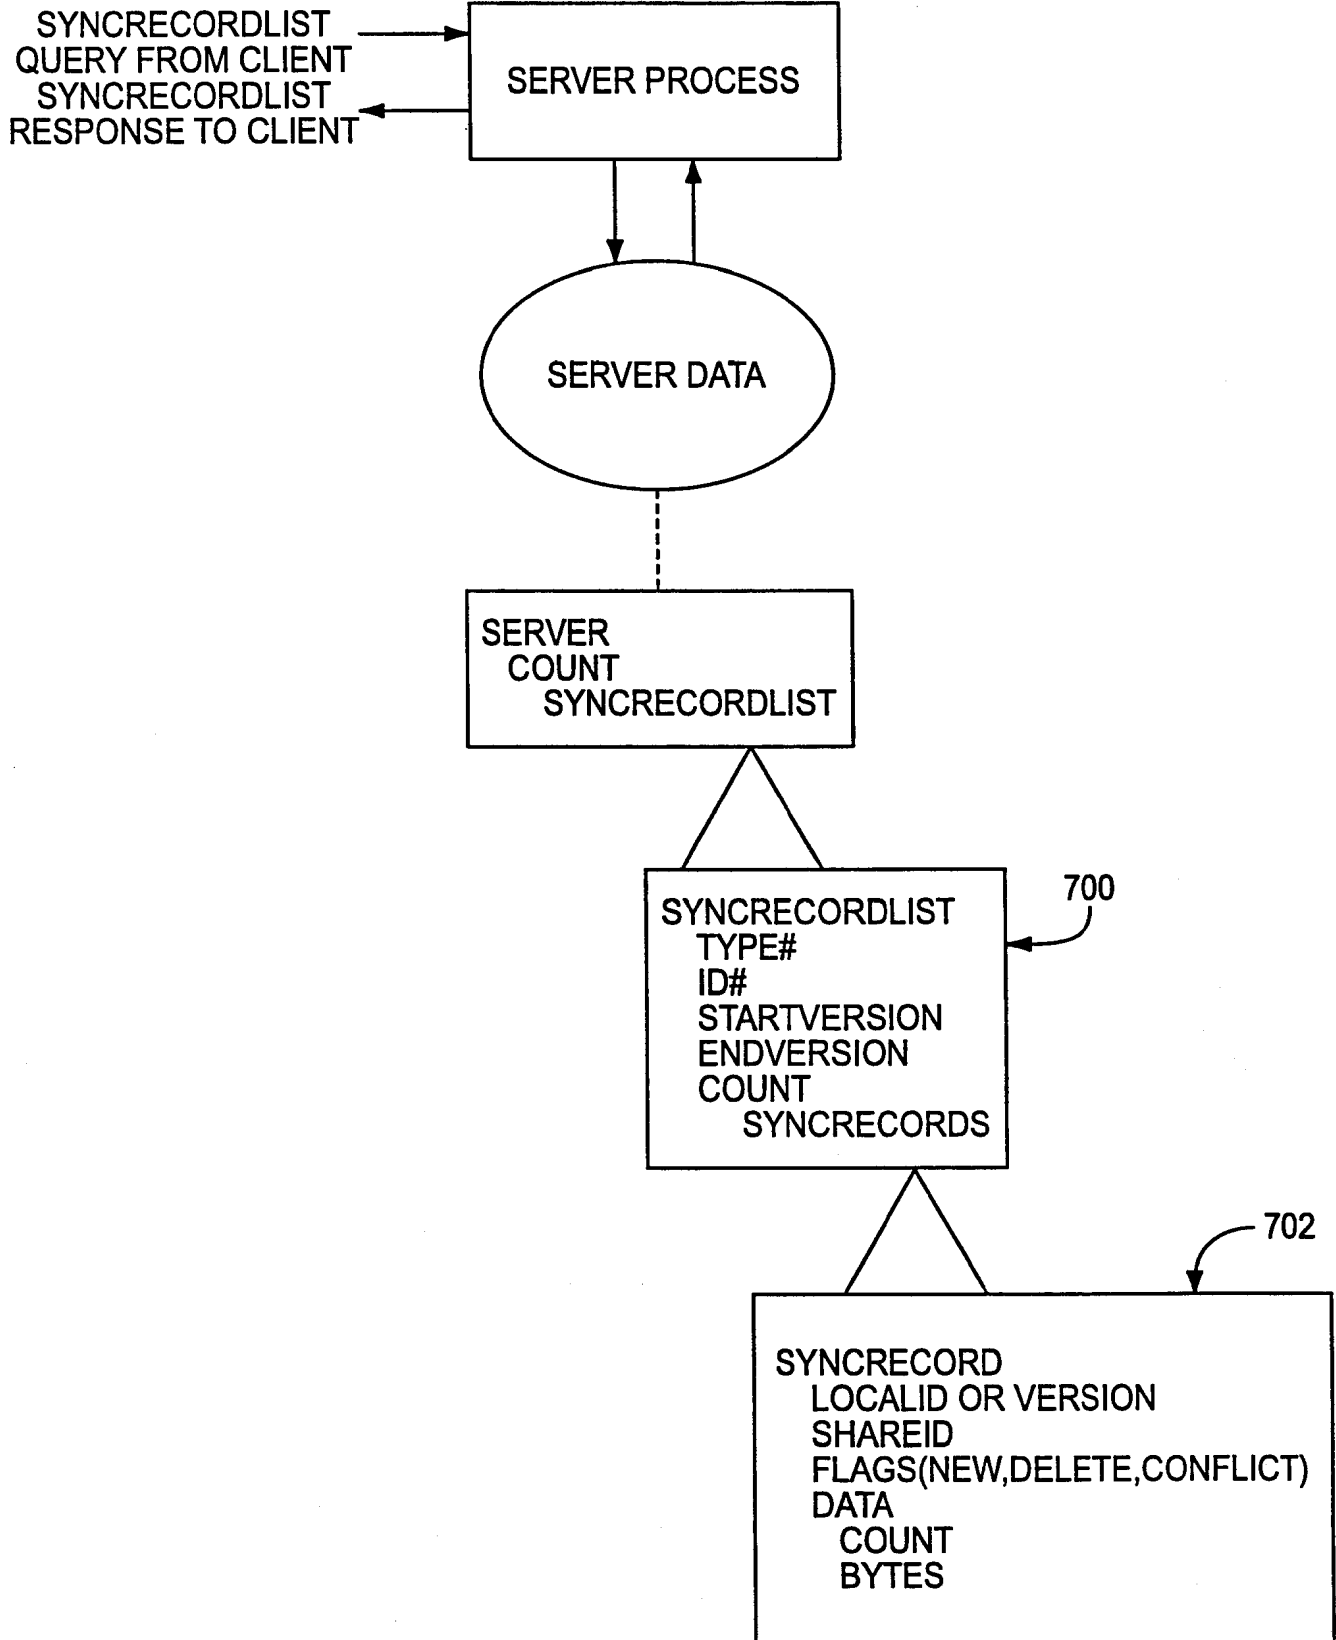 SYNCRECORDLIST
QUERY FROM CLIENT
SYNCRECORDLIST
RESPONSE TO CLIENT
SERVER PROCESS
SERVER DATA
SERVER
COUNT
SYNCRECORDLIST
700
SYNCRECORDLIST
TYPE#
ID#
STARTVERSION
ENDVERSION
COUNT
SYNCRECORDS
702
SYNCRECORD
LOCALID OR VERSION
SHAREID
FLAGS(NEW,DELETE,CONFLICT)
DATA
COUNT
BYTES